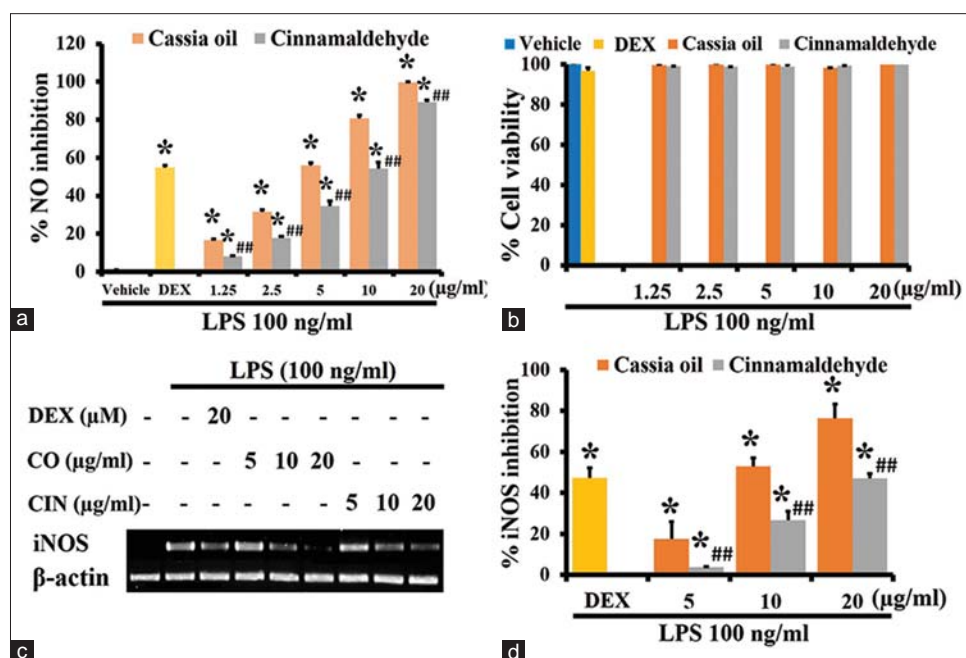 Cassia oil Cinnamaldehyde
% NO inhibition
120
100
80
60
40
20
0
* * * * * * * * * * *
## ## ## ## ##
Vehicle DEX 1.25 2.5 5 10 20 (µg/ml)
LPS 100 ng/ml
a
Vehicle DEX Cassia oil Cinnamaldehyde
% Cell viability
100
80
60
40
20
0
1.25 2.5 5 10 20 (µg/ml)
LPS 100 ng/ml
b
LPS (100 ng/ml)
DEX (µM) - - 20 - - - - - -
CO (µg/ml) - - - 5 10 20 - - -
CIN (µg/ml) - - - - - - 5 10 20
iNOS
β-actin
c
Cassia oil Cinnamaldehyde
% iNOS inhibition
100
80
60
40
20
0
* * * * * * *
## ## ##
DEX 5 10 20 (µg/ml)
LPS 100 ng/ml
d